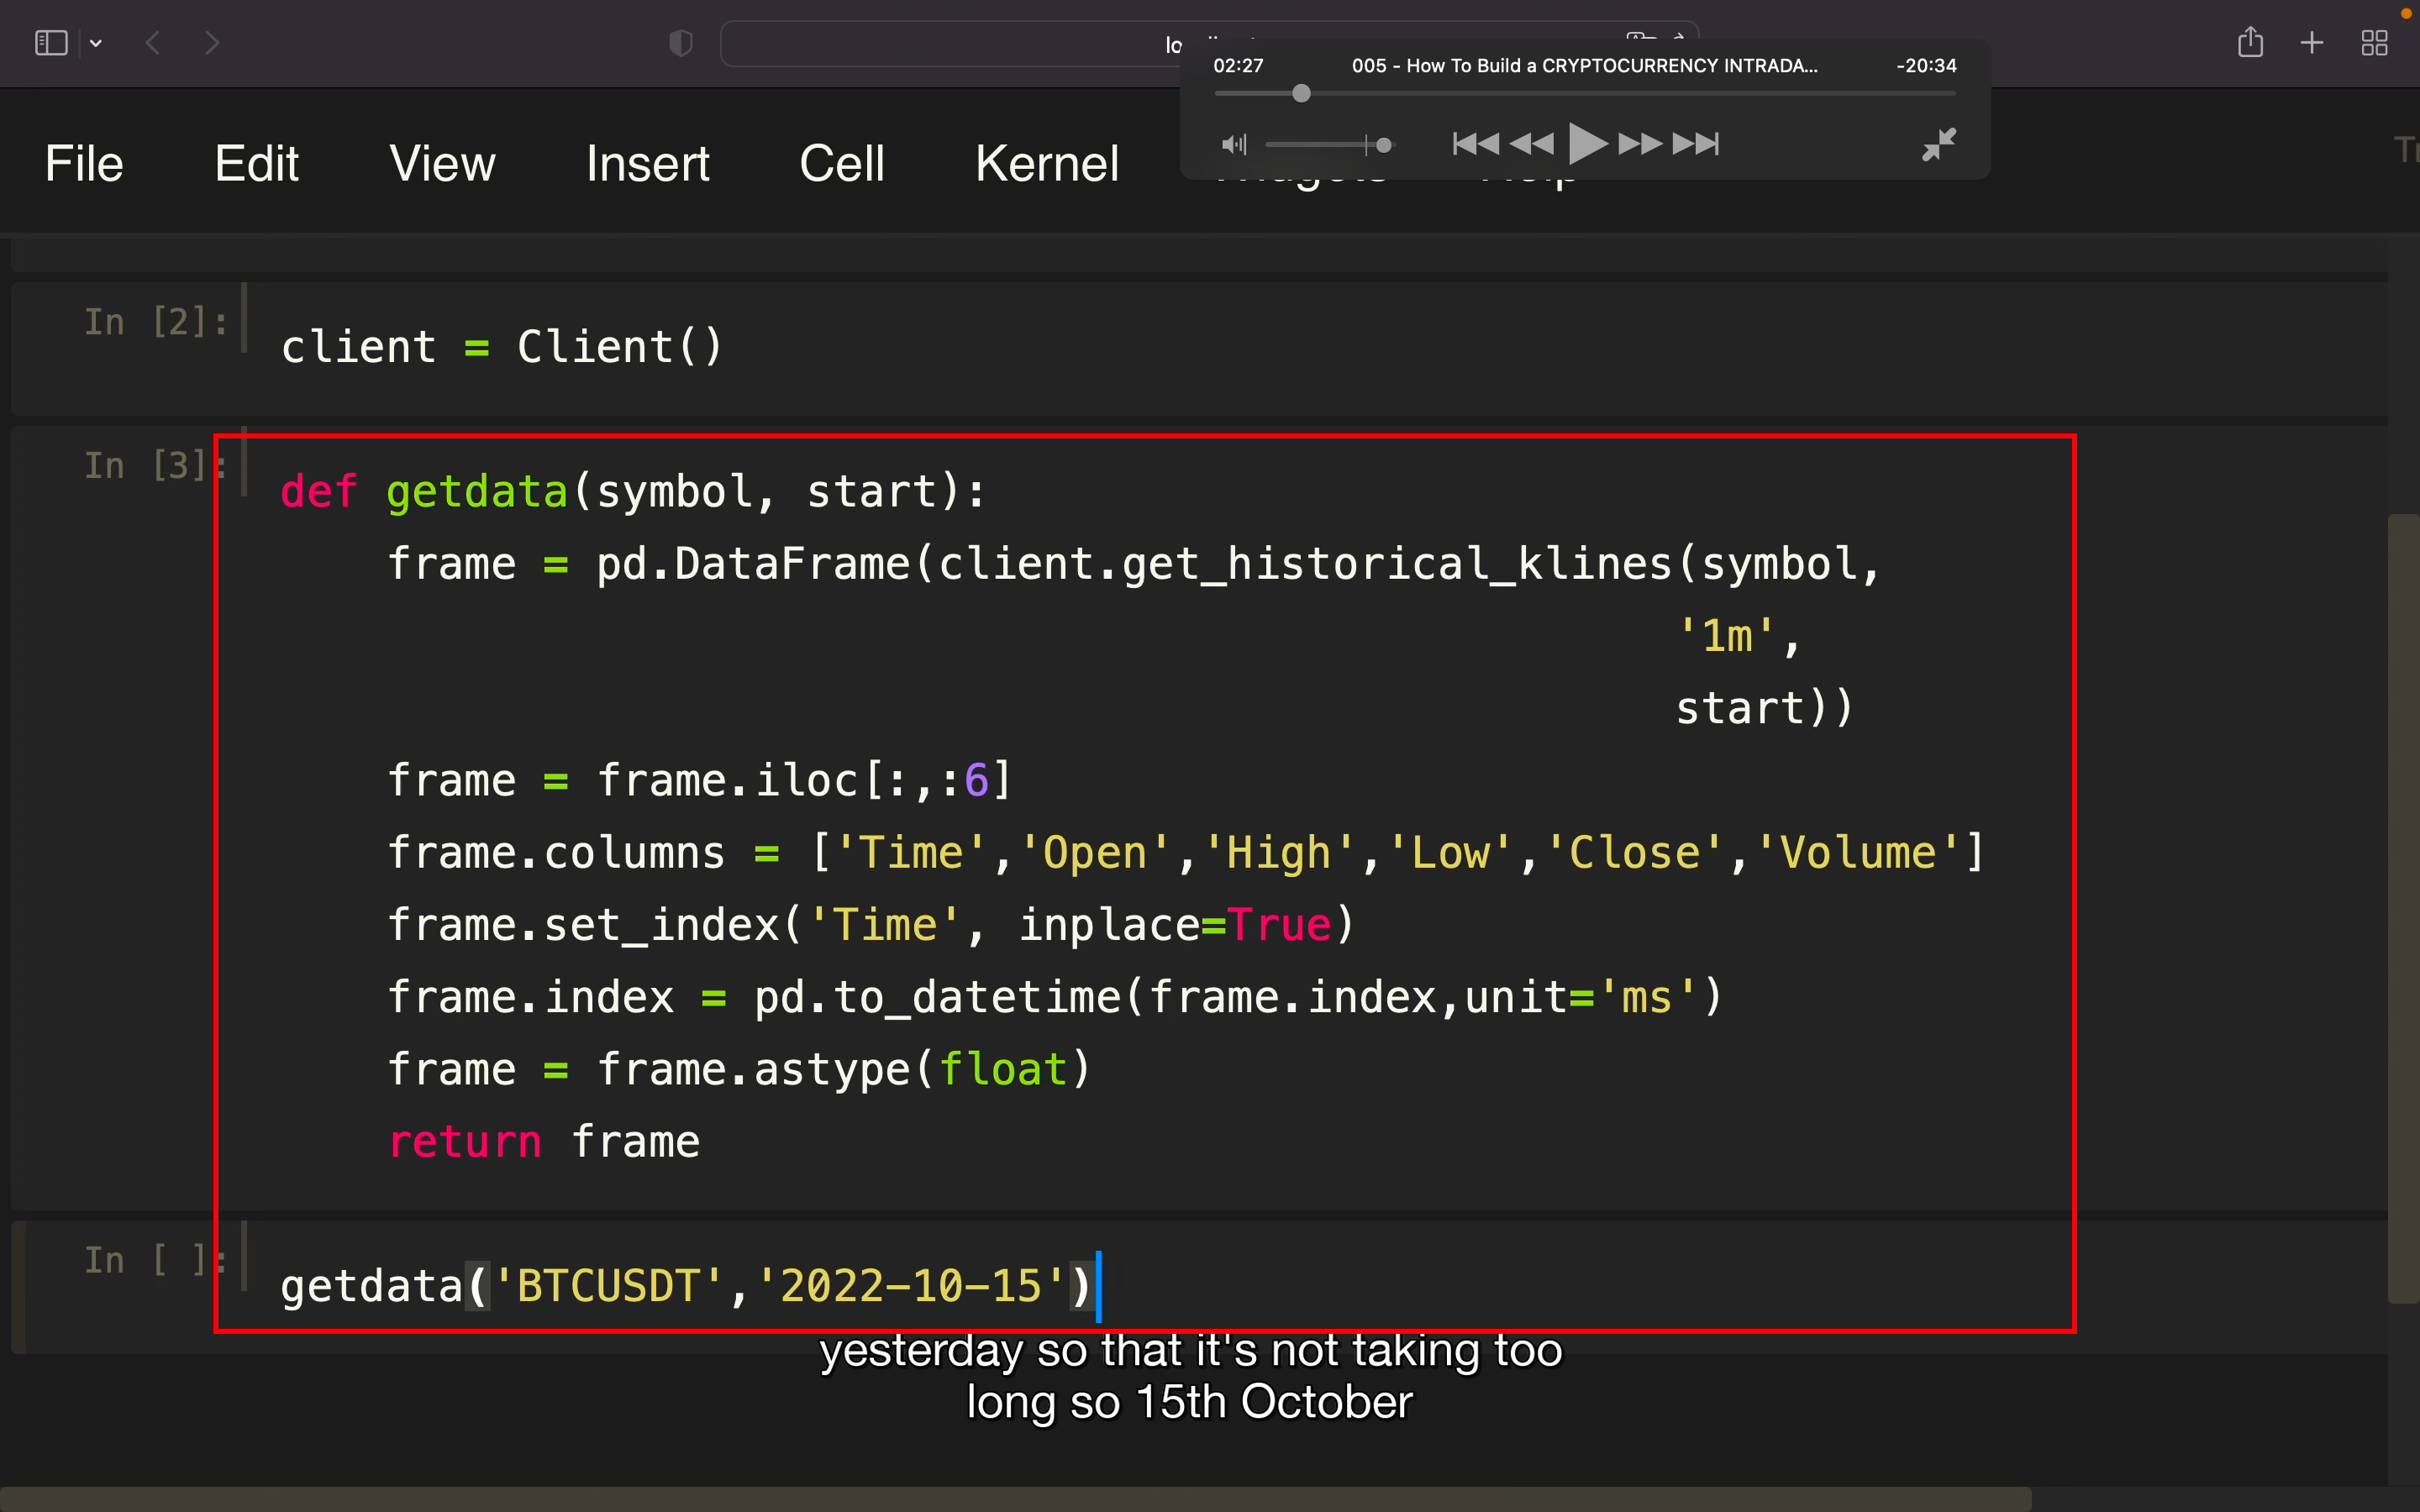 02:27 005 - How To Build a CRYPTOCURRENCY INTRADA... -20:34
File Edit View Insert Cell Kernel
In [2]: client = Client()
In [3]: def getdata(symbol, start):
    frame = pd.DataFrame(client.get_historical_klines(symbol,
                                                      '1m',
                                                      start))
    frame = frame.iloc[:,:6]
    frame.columns = ['Time','Open','High','Low','Close','Volume']
    frame.set_index('Time', inplace=True)
    frame.index = pd.to_datetime(frame.index,unit='ms')
    frame = frame.astype(float)
    return frame
In [ ]: getdata('BTCUSDT','2022-10-15')
yesterday so that it's not taking too
long so 15th October